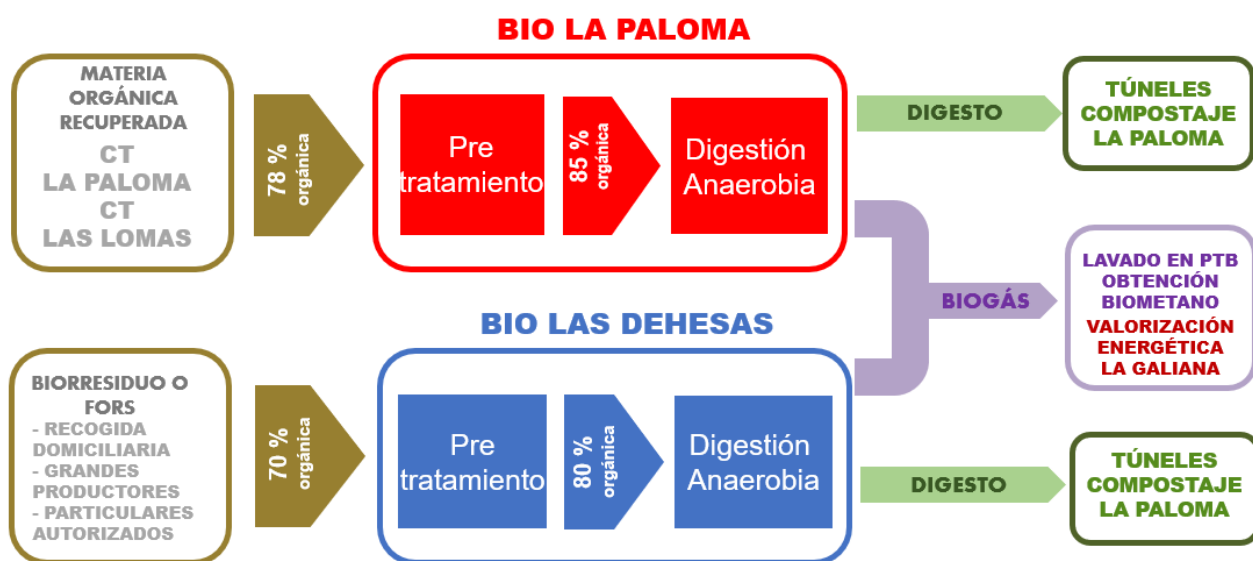 BIO LA PALOMA
MATERIA
ORGÁNICA
RECUPERADA
CT
LA PALOMA
CT
LAS LOMAS
78 %
orgánica
Pre
tratamiento
85 %
orgánica
Digestión
Anaerobia
DIGESTO
TÚNELES
COMPOSTAJE
LA PALOMA
BIOGÁS
LAVADO EN PTB
OBTENCIÓN
BIOMETANO
VALORIZACIÓN
ENERGÉTICA
LA GALIANA
BIO LAS DEHESAS
BIORRESIDUO O
FORS
- RECOGIDA
DOMICILIARIA
- GRANDES
PRODUCTORES
- PARTICULARES
AUTORIZADOS
70 %
orgánica
Pre
tratamiento
80 %
orgánica
Digestión
Anaerobia
DIGESTO
TÚNELES
COMPOSTAJE
LA PALOMA